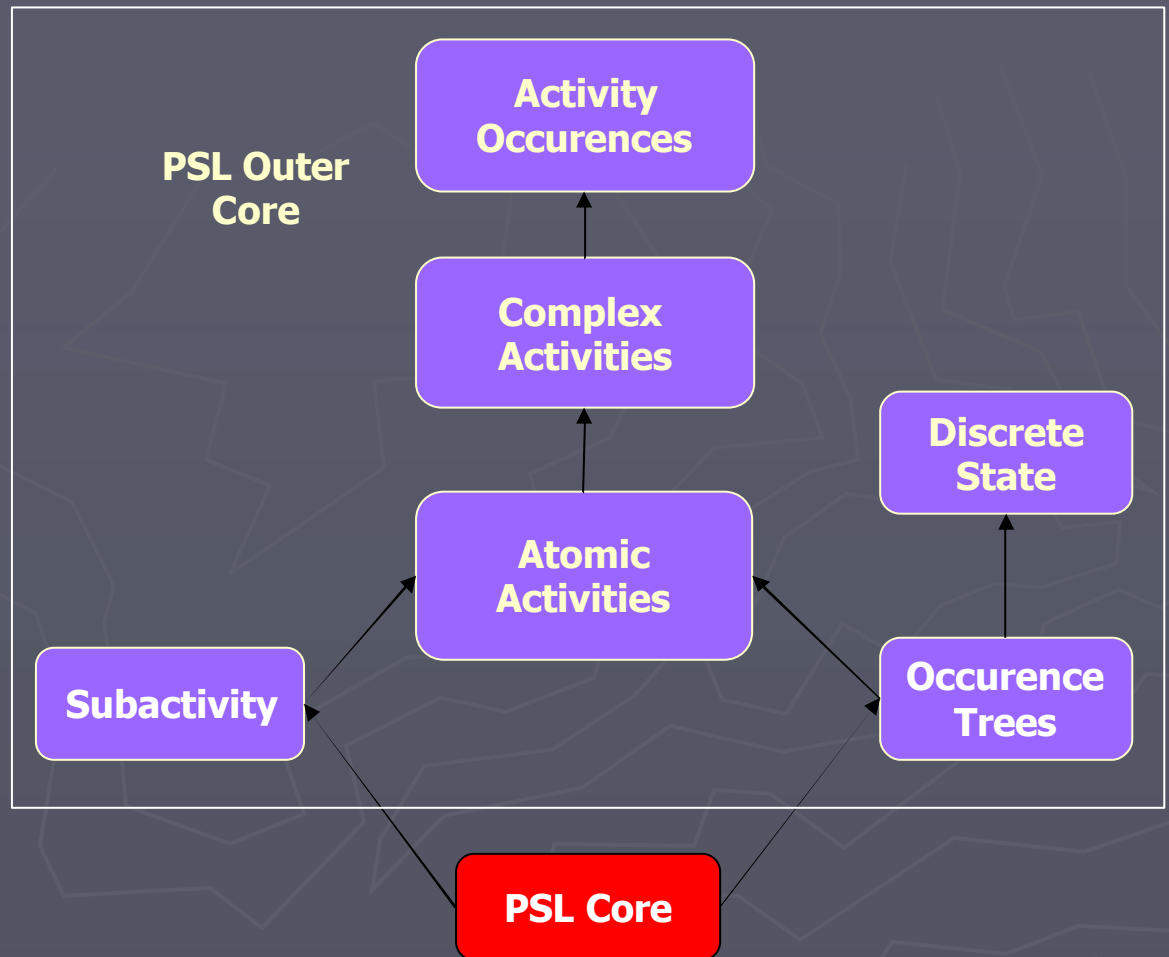 Activity
Occurences
PSL Outer
Core
Complex
Activities
Discrete
State
Atomic
Activities
Subactivity
Occurence
Trees
PSL Core